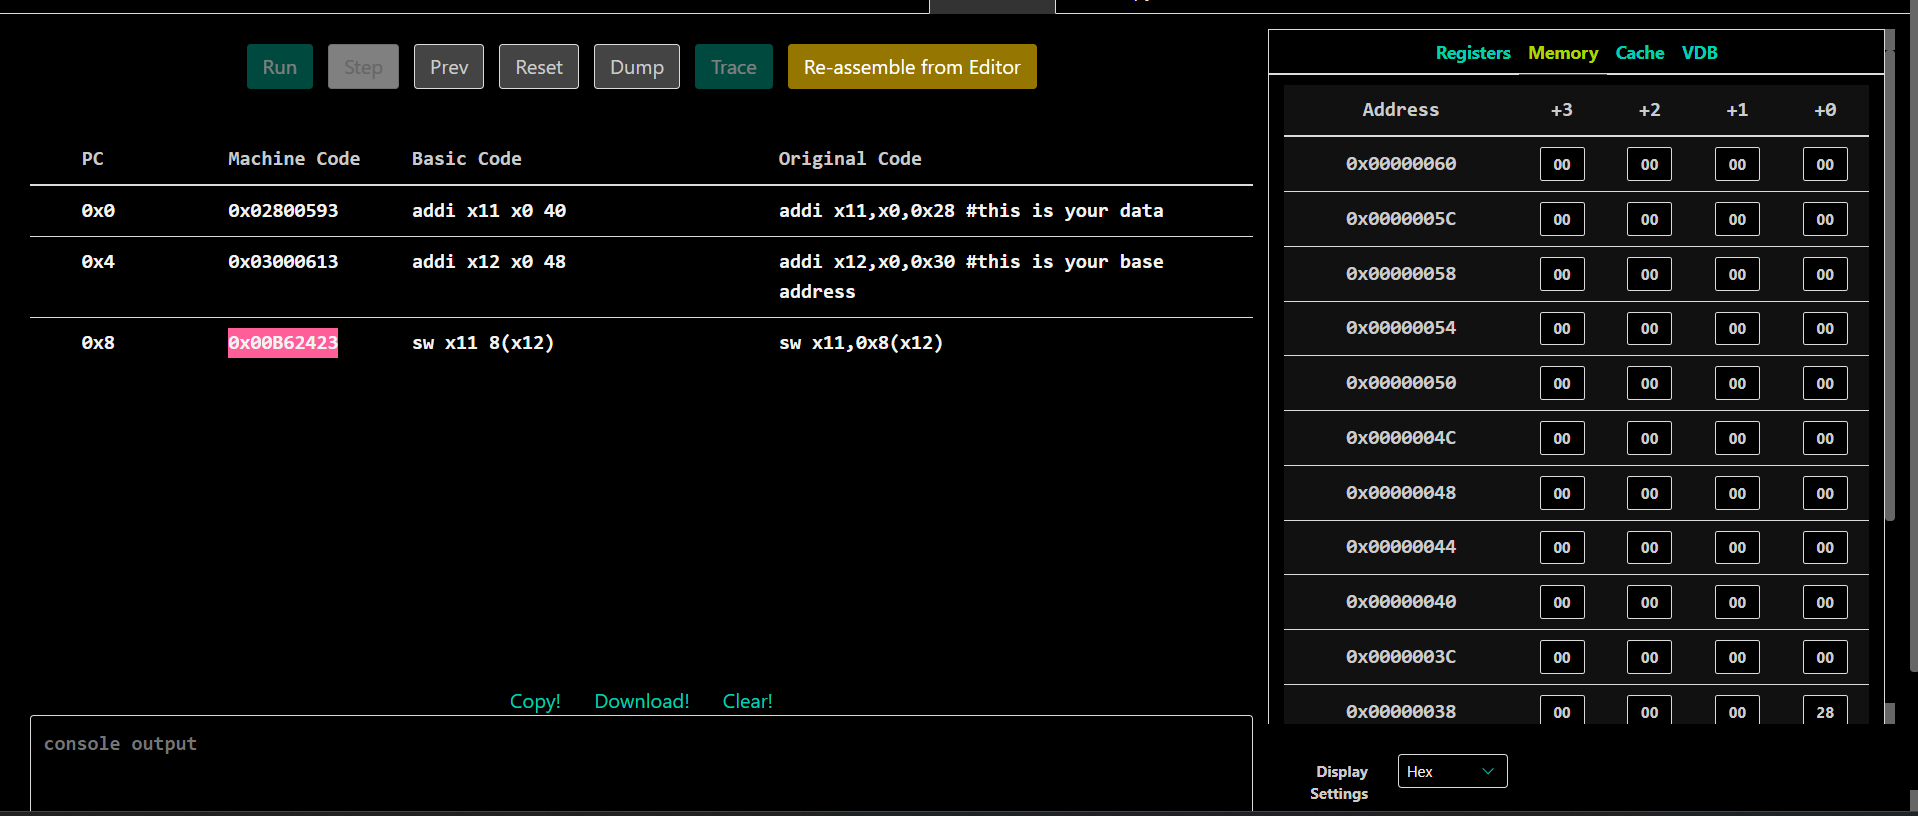 Run Step Prev Reset Dump Trace Re-assemble from Editor
PC Machine Code Basic Code Original Code
0x0 0x02800593 addi x11 x0 40 addi x11,x0,0x28 #this is your data
0x4 0x03000613 addi x12 x0 48 addi x12,x0,0x30 #this is your base
address
0x8 0x00B62423 sw x11 8(x12) sw x11,0x8(x12)
Copy! Download! Clear!
console output
Registers Memory Cache VDB
Address +3 +2 +1 +0
0x00000060 00 00 00 00
0x0000005C 00 00 00 00
0x00000058 00 00 00 00
0x00000054 00 00 00 00
0x00000050 00 00 00 00
0x0000004C 00 00 00 00
0x00000048 00 00 00 00
0x00000044 00 00 00 00
0x00000040 00 00 00 00
0x0000003C 00 00 00 00
0x00000038 00 00 00 28
Display
Settings
Hex